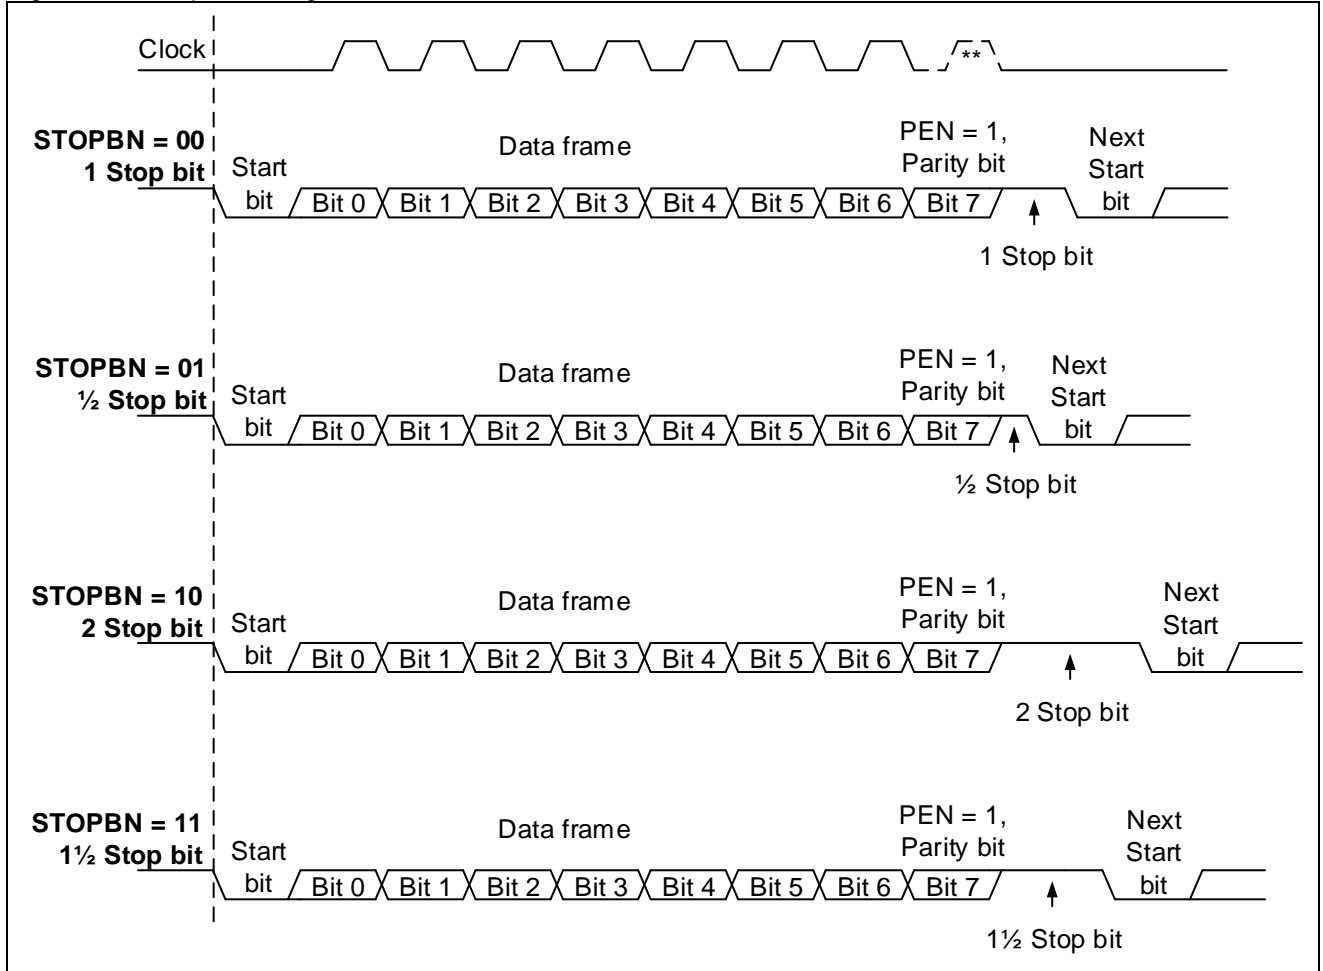 Clock
**
STOPBN = 00
1 Stop bit
Start
bit
Data frame
PEN = 1,
Parity bit
Next
Start
bit
Bit 0 Bit 1 Bit 2 Bit 3 Bit 4 Bit 5 Bit 6 Bit 7
1 Stop bit
STOPBN = 01
½ Stop bit
Start
bit
Data frame
PEN = 1,
Parity bit
Next
Start
bit
Bit 0 Bit 1 Bit 2 Bit 3 Bit 4 Bit 5 Bit 6 Bit 7
½ Stop bit
STOPBN = 10
2 Stop bit
Start
bit
Data frame
PEN = 1,
Parity bit
Next
Start
bit
Bit 0 Bit 1 Bit 2 Bit 3 Bit 4 Bit 5 Bit 6 Bit 7
2 Stop bit
STOPBN = 11
1½ Stop bit
Start
bit
Data frame
PEN = 1,
Parity bit
Next
Start
bit
Bit 0 Bit 1 Bit 2 Bit 3 Bit 4 Bit 5 Bit 6 Bit 7
1½ Stop bit